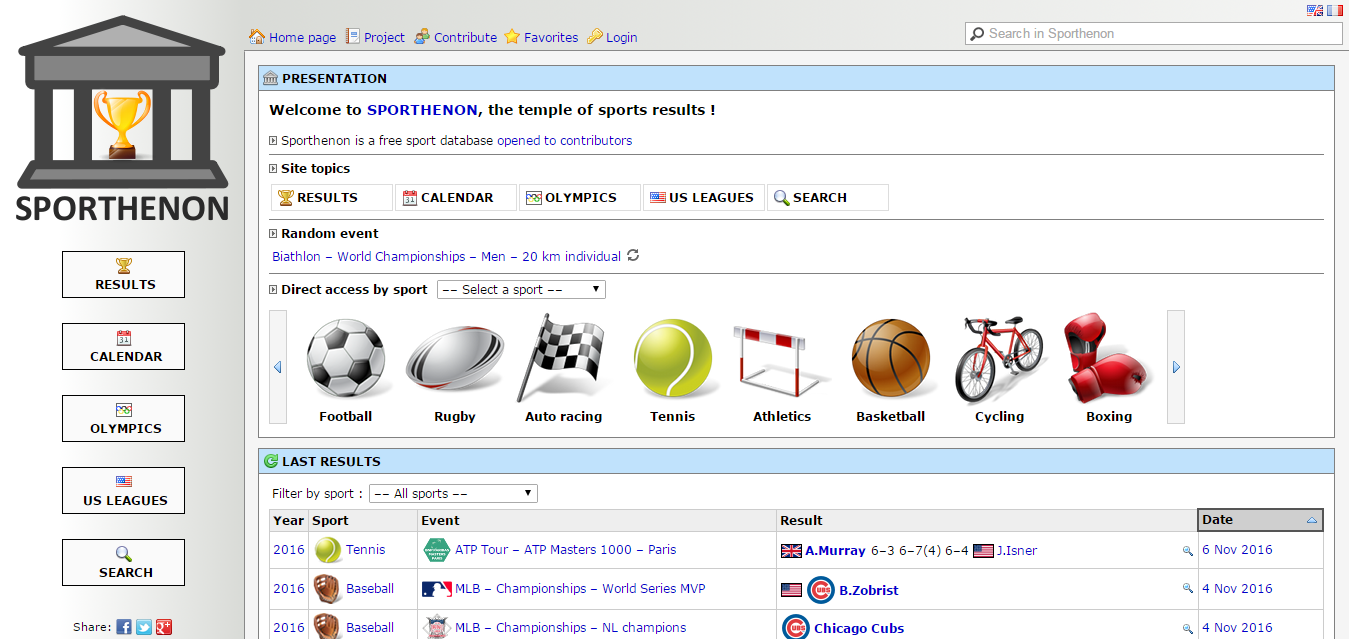 Home page Project Contribute Favorites Login
Search in Sporthenon
SPORTHENON
RESULTS
CALENDAR
31
OLYMPICS
US LEAGUES
SEARCH
Share:
PRESENTATION
Welcome to SPORTHENON, the temple of sports results !
Sporthenon is a free sport database opened to contributors
Site topics
RESULTS 31 CALENDAR OLYMPICS US LEAGUES SEARCH
Random event
Biathlon – World Championships – Men – 20 km individual
Direct access by sport -- Select a sport --
Football Rugby Auto racing Tennis Athletics Basketball Cycling Boxing
LAST RESULTS
Filter by sport : -- All sports --
Year Sport Event Result Date
2016 Tennis ATP Tour – ATP Masters 1000 – Paris A.Murray 6–3 6–7(4) 6–4 J.Isner 6 Nov 2016
2016 Baseball MLB – Championships – World Series MVP CUBS B.Zobrist 4 Nov 2016
2016 Baseball MLB – Championships – NL champions CUBS Chicago Cubs 4 Nov 2016